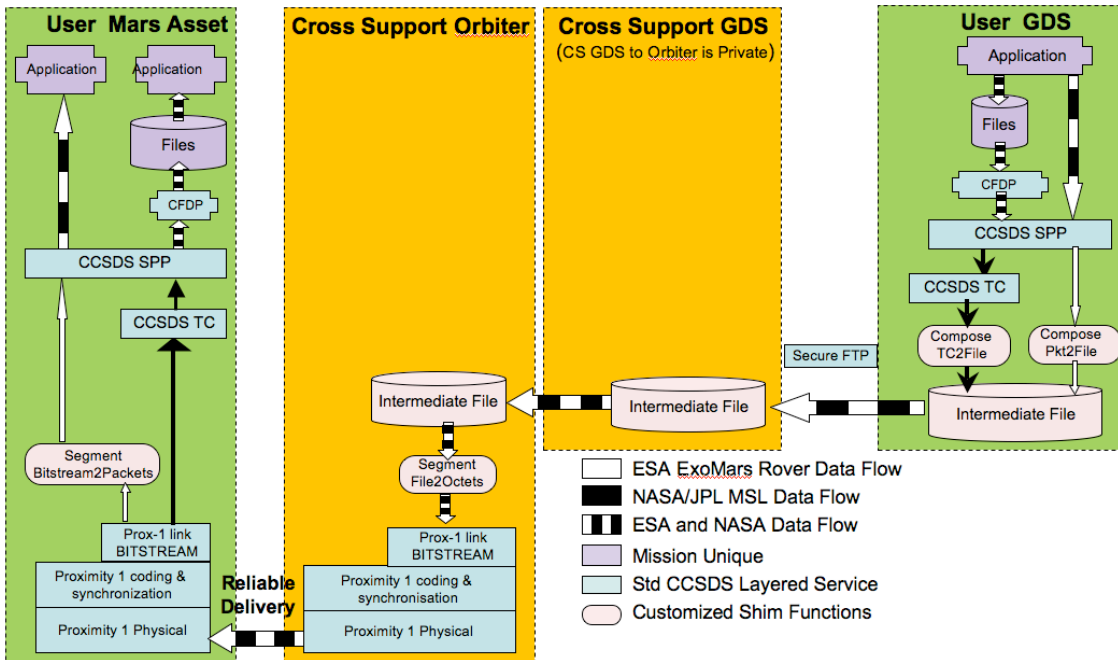 User Mars Asset
Application
Application
Files
CFDP
CCSDS SPP
CCSDS TC
Segment
Bitstream2Packets
Prox-1 link
BITSTREAM
Proximity 1 coding &
synchronization
Proximity 1 Physical
Reliable
Delivery
Cross Support Orbiter
Intermediate File
Segment
File2Octets
Prox-1 link
BITSTREAM
Proximity 1 coding &
synchronisation
Proximity 1 Physical
Cross Support GDS
(CS GDS to Orbiter is Private)
Intermediate File
Secure FTP
User GDS
Application
Files
CFDP
CCSDS SPP
CCSDS TC
Compose
TC2File
Compose
Pkt2File
Intermediate File
ESA ExoMars Rover Data Flow
NASA/JPL MSL Data Flow
ESA and NASA Data Flow
Mission Unique
Std CCSDS Layered Service
Customized Shim Functions